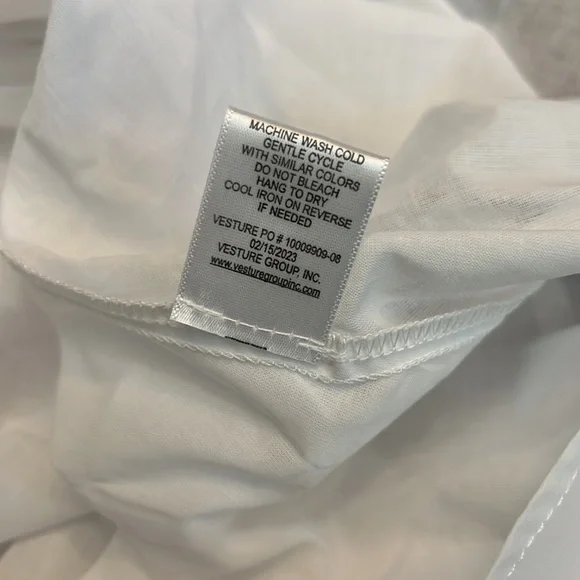 MACHINE WASH COLD
GENTLE CYCLE
WITH SIMILAR COLORS
DO NOT BLEACH
HANG TO DRY
COOL IRON ON REVERSE
IF NEEDED
VESTURE PO # 10009909-08
02/15/2023
VESTURE GROUP, INC.
www.vesturegroupinc.com